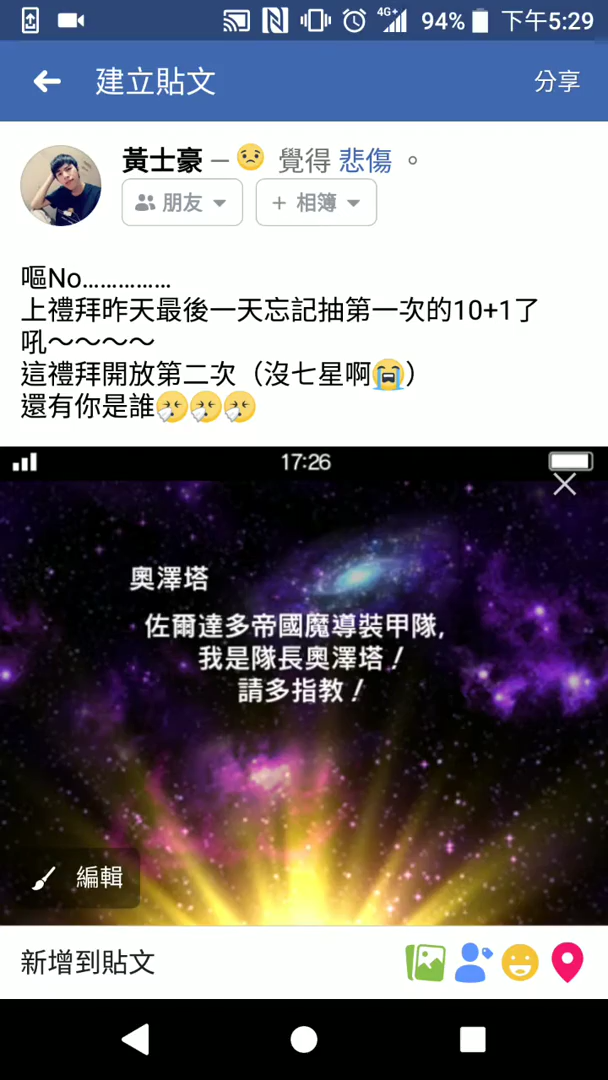 4G+ 94% 下午5:29
建立貼文 分享
黃士豪 — 😟 覺得 悲傷。
朋友 + 相簿
嘔No……………
上禮拜昨天最後一天忘記抽第一次的10+1了
吼～～～～
這禮拜開放第二次（沒七星啊😭）
還有你是誰🤧🤧🤧
17:26
奧澤塔
佐爾達多帝國魔導裝甲隊,
我是隊長奧澤塔！
請多指教！
編輯
新增到貼文